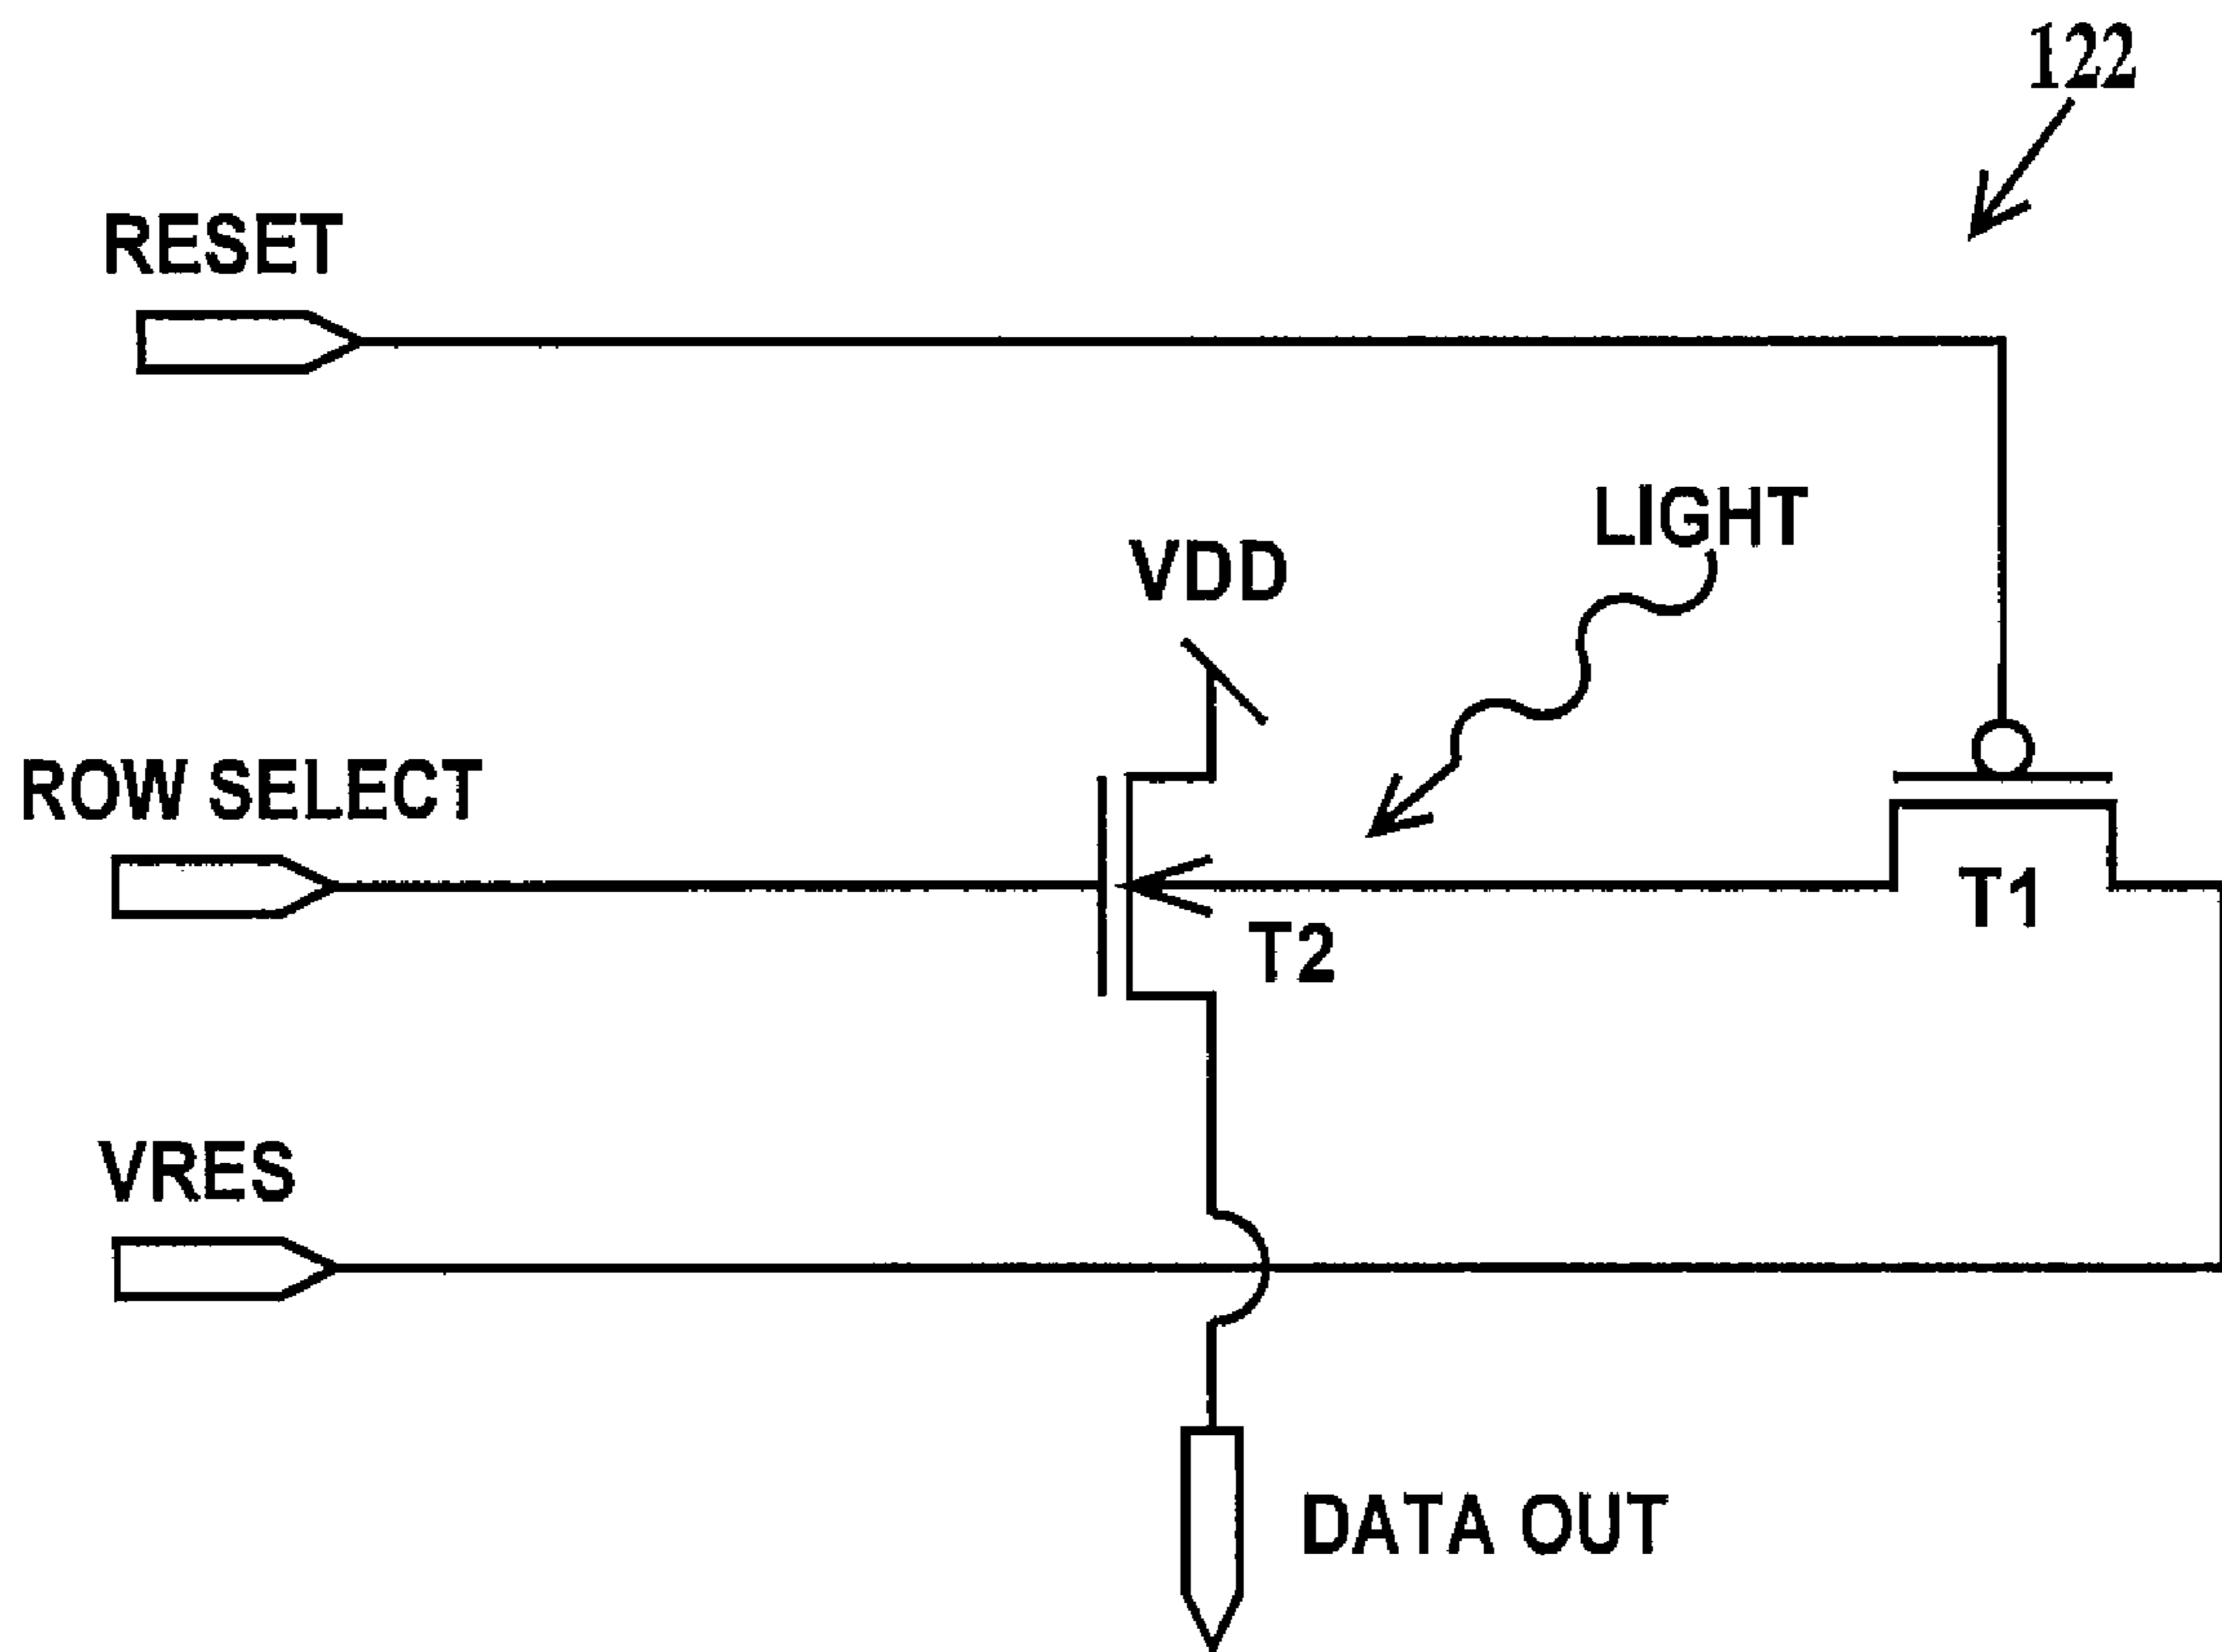 122
RESET
LIGHT
VDD
ROW SELECT
T1
T2
VRES
DATA OUT